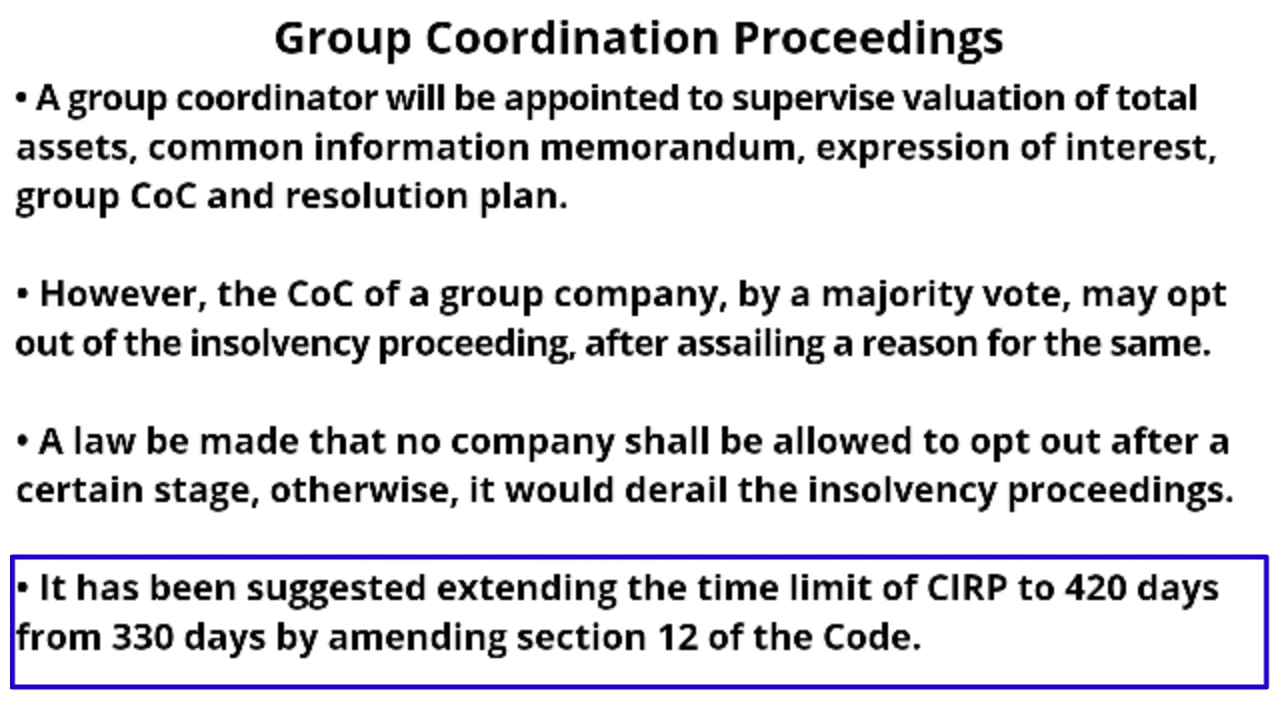 Group Coordination Proceedings
• A group coordinator will be appointed to supervise valuation of total
assets, common information memorandum, expression of interest,
group CoC and resolution plan.
• However, the CoC of a group company, by a majority vote, may opt
out of the insolvency proceeding, after assailing a reason for the same.
• A law be made that no company shall be allowed to opt out after a
certain stage, otherwise, it would derail the insolvency proceedings.
• It has been suggested extending the time limit of CIRP to 420 days
from 330 days by amending section 12 of the Code.